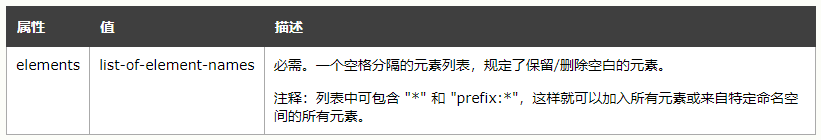 属性 值 描述
elements list-of-element-names 必需。一个空格分隔的元素列表，规定了保留/删除空白的元素。
注释：列表中可包含 "*" 和 "prefix:*"，这样就可以加入所有元素或来自特定命名空
间的所有元素。